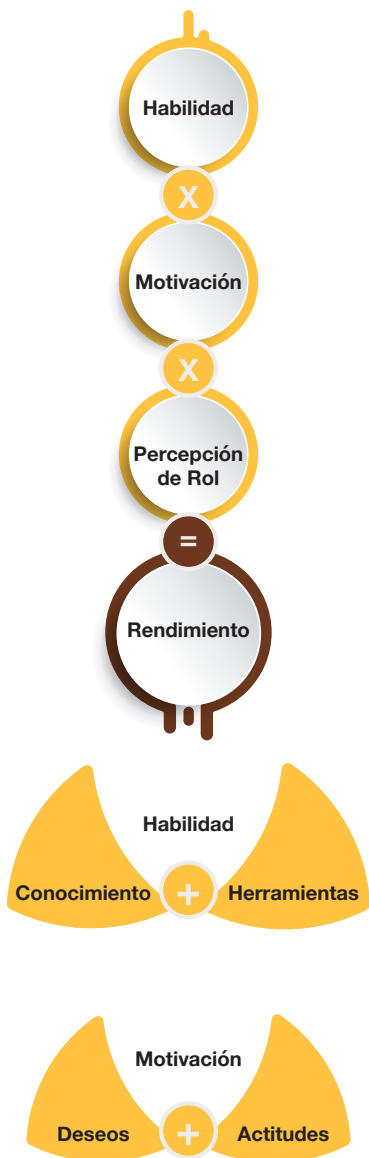 Habilidad
X
Motivación
X
Percepción
de Rol
=
Rendimiento
Habilidad
Conocimiento + Herramientas
Motivación
Deseos + Actitudes